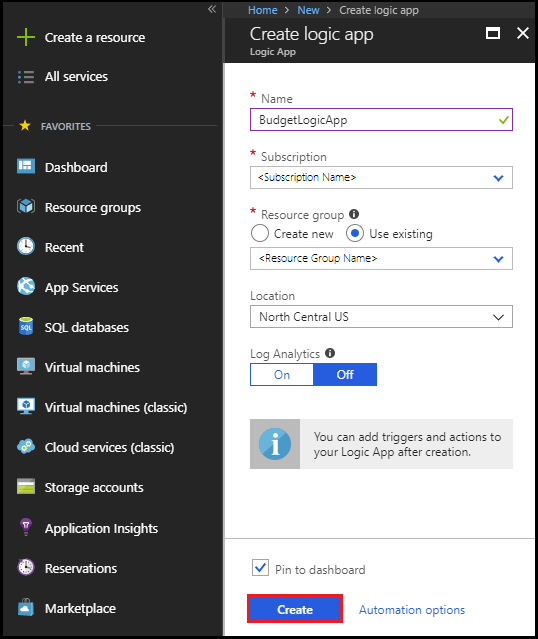 «
Create a resource
All services
FAVORITES
Dashboard
Resource groups
Recent
App Services
SQL databases
Virtual machines
Virtual machines (classic)
Cloud services (classic)
Storage accounts
Application Insights
Reservations
Marketplace
Home > New > Create logic app
Create logic app
Logic App
* Name
BudgetLogicApp
* Subscription
<Subscription Name>
* Resource group
Create new Use existing
<Resource Group Name>
Location
North Central US
Log Analytics
On Off
You can add triggers and actions to
your Logic App after creation.
Pin to dashboard
Create Automation options